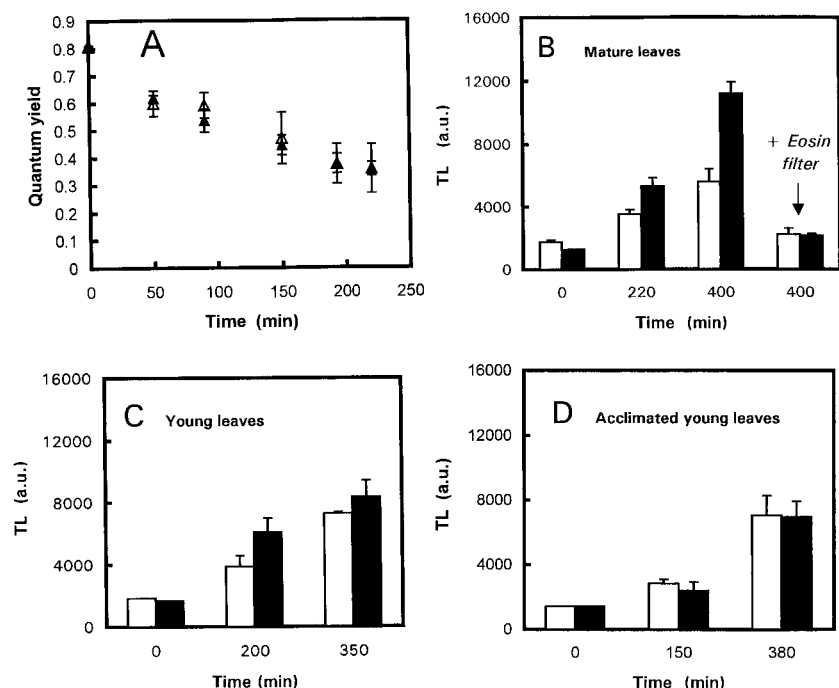 A
Quantum yield
0.9
0.8
0.7
0.6
0.5
0.4
0.3
0.2
0.1
0
0 50 100 150 200 250
Time (min)
B Mature leaves
TL (a.u.)
16000
12000
8000
4000
0
+ Eosin
filter
0 220 400 400
Time (min)
C Young leaves
TL (a.u.)
16000
12000
8000
4000
0
0 200 350
Time (min)
D Acclimated young leaves
TL (a.u.)
16000
12000
8000
4000
0
0 150 380
Time (min)